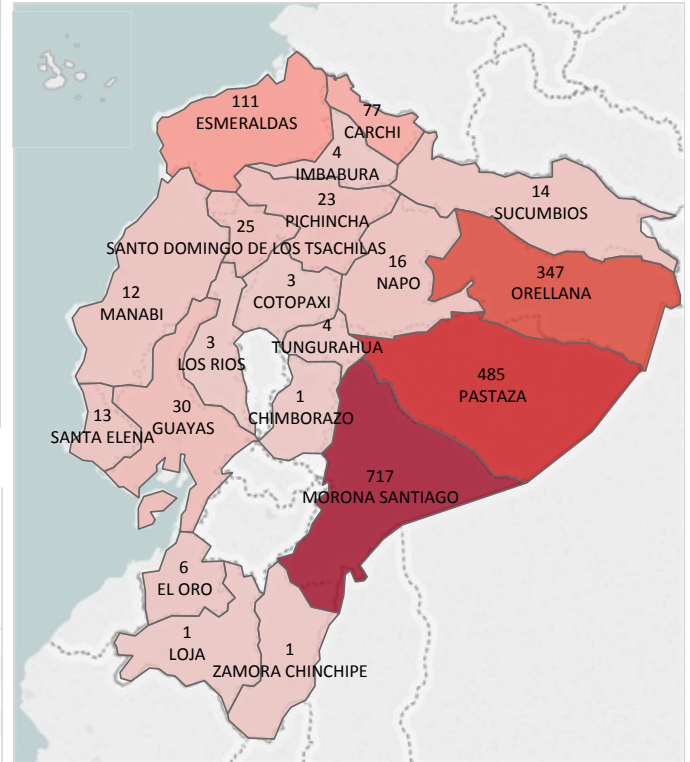 111
ESMERALDAS
77
CARCHI
4
IMBABURA
14
SUCUMBIOS
23
PICHINCHA
25
SANTO DOMINGO DE LOS TSACHILAS
16
NAPO
347
ORELLANA
3
COTOPAXI
12
MANABI
4
TUNGURAHUA
3
LOS RIOS
485
PASTAZA
1
CHIMBORAZO
30
GUAYAS
13
SANTA ELENA
717
MORONA SANTIAGO
6
EL ORO
1
LOJA
1
ZAMORA CHINCHIPE